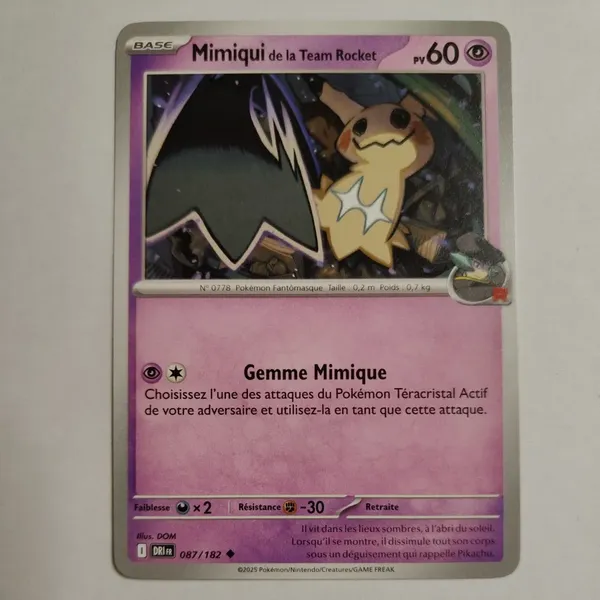 BASE
Mimiqui de la Team Rocket
PV 60
N° 0778 Pokémon Fantômasque Taille : 0,2 m Poids : 0,7 kg
Gemme Mimique
Choisissez l'une des attaques du Pokémon Téracristal Actif
de votre adversaire et utilisez-la en tant que cette attaque.
Faiblesse ×2 Résistance -30 Retraite
Illus. DOM
Il vit dans les lieux sombres, à l'abri du soleil.
Lorsqu'il se montre, il dissimule tout son corps
sous un déguisement qui rappelle Pikachu.
DRI FR 087/182
©2025 Pokémon/Nintendo/Creatures/GAME FREAK